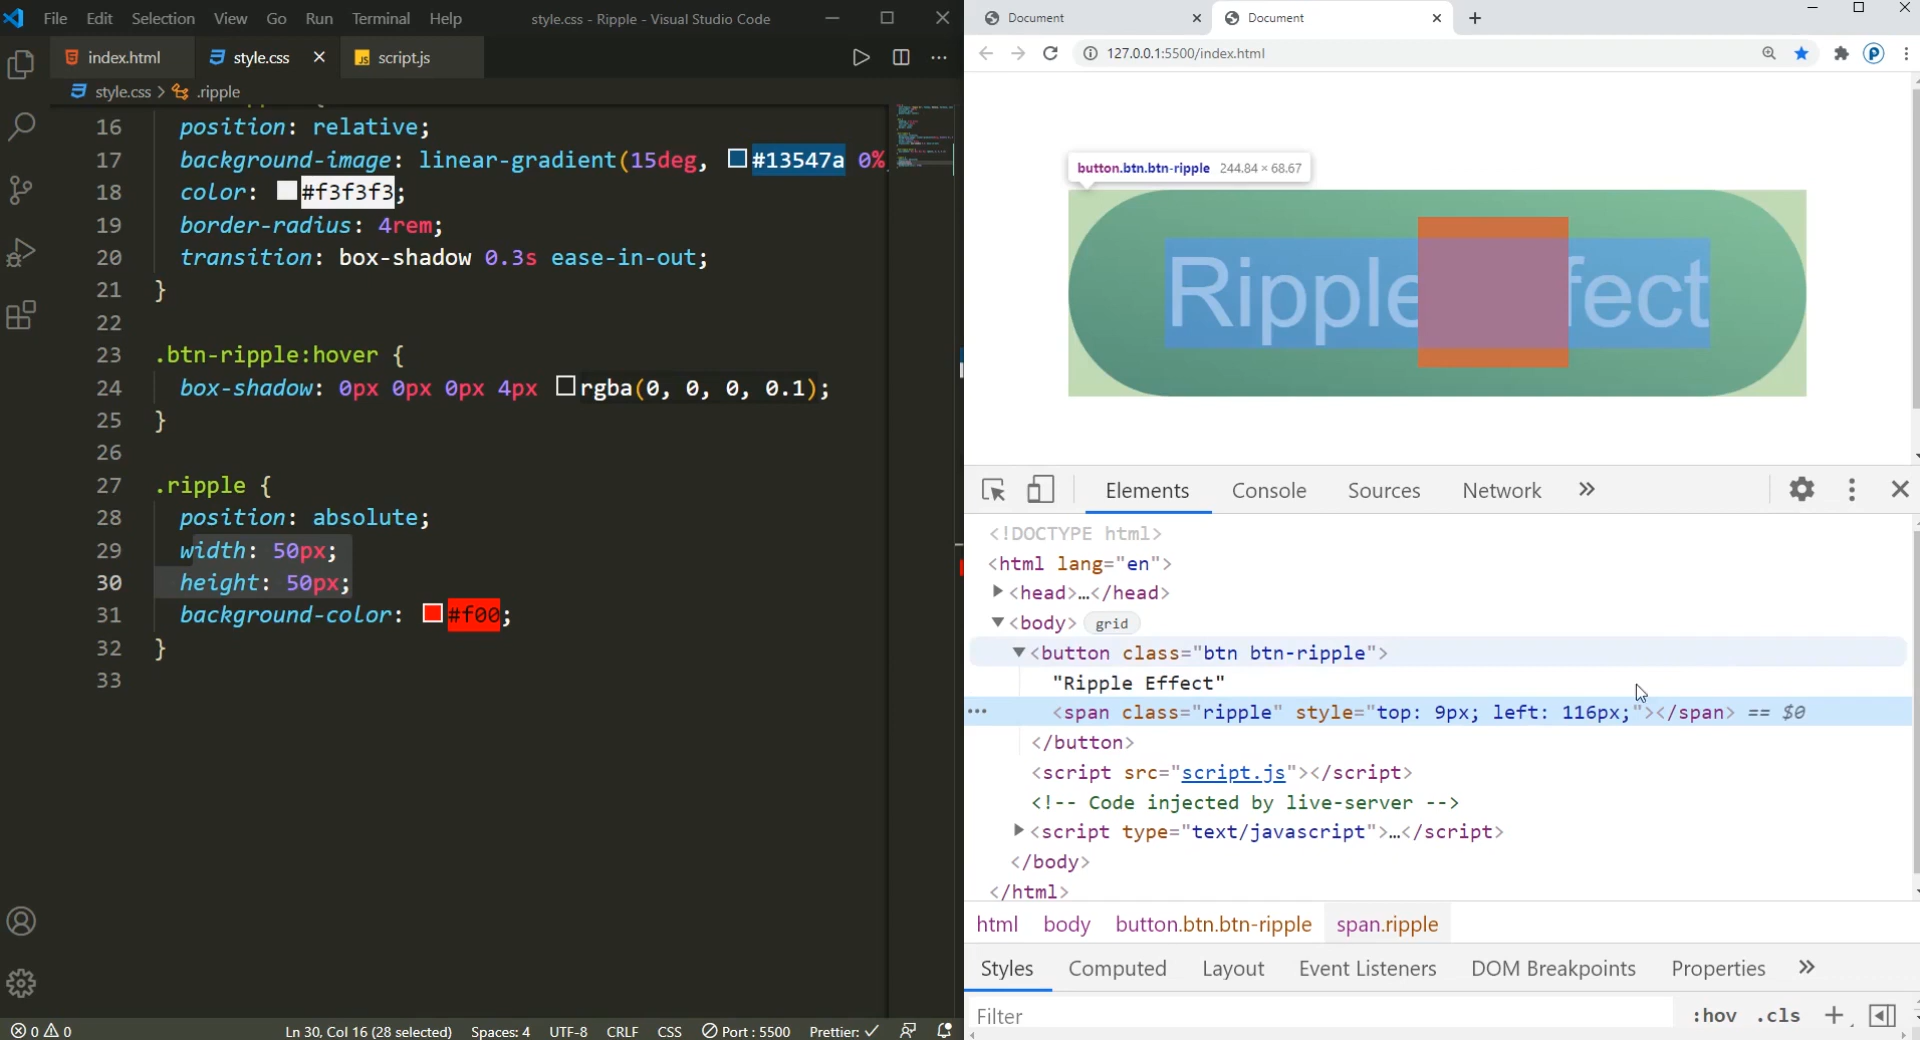 File Edit Selection View Go Run Terminal Help style.css - Ripple - Visual Studio Code
index.html style.css script.js
style.css > .ripple
16 position: relative;
17 background-image: linear-gradient(15deg, #13547a 0%,
18 color: #f3f3f3;
19 border-radius: 4rem;
20 transition: box-shadow 0.3s ease-in-out;
21 }
22
23 .btn-ripple:hover {
24 box-shadow: 0px 0px 0px 4px rgba(0, 0, 0, 0.1);
25 }
26
27 .ripple {
28 position: absolute;
29 width: 50px;
30 height: 50px;
31 background-color: #f00;
32 }
33
0 0 Ln 30, Col 16 (28 selected) Spaces: 4 UTF-8 CRLF CSS Port : 5500 Prettier: ✓
Document Document
127.0.0.1:5500/index.html
button.btn.btn-ripple 244.84 × 68.67
Ripple fect
Elements Console Sources Network »
<!DOCTYPE html>
<html lang="en">
<head>…</head>
<body> grid
<button class="btn btn-ripple">
"Ripple Effect"
<span class="ripple" style="top: 9px; left: 116px;"></span> == $0
</button>
<script src="script.js"></script>
<!-- Code injected by live-server -->
<script type="text/javascript">…</script>
</body>
</html>
html body button.btn.btn-ripple span.ripple
Styles Computed Layout Event Listeners DOM Breakpoints Properties »
Filter :hov .cls +